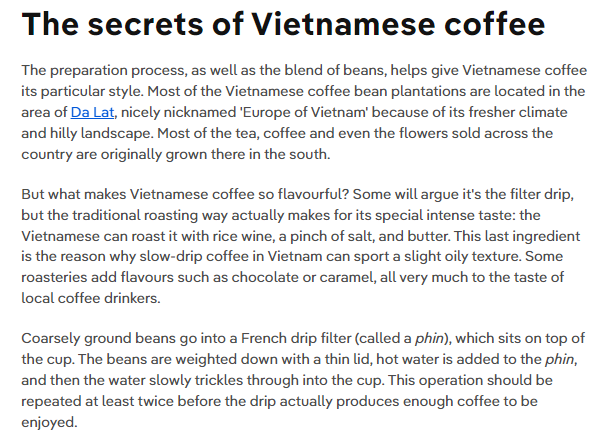 The secrets of Vietnamese coffee
The preparation process, as well as the blend of beans, helps give Vietnamese coffee
its particular style. Most of the Vietnamese coffee bean plantations are located in the
area of Da Lat, nicely nicknamed 'Europe of Vietnam' because of its fresher climate
and hilly landscape. Most of the tea, coffee and even the flowers sold across the
country are originally grown there in the south.
But what makes Vietnamese coffee so flavourful? Some will argue it's the filter drip,
but the traditional roasting way actually makes for its special intense taste: the
Vietnamese can roast it with rice wine, a pinch of salt, and butter. This last ingredient
is the reason why slow-drip coffee in Vietnam can sport a slight oily texture. Some
roasteries add flavours such as chocolate or caramel, all very much to the taste of
local coffee drinkers.
Coarsely ground beans go into a French drip filter (called a phin), which sits on top of
the cup. The beans are weighted down with a thin lid, hot water is added to the phin,
and then the water slowly trickles through into the cup. This operation should be
repeated at least twice before the drip actually produces enough coffee to be
enjoyed.